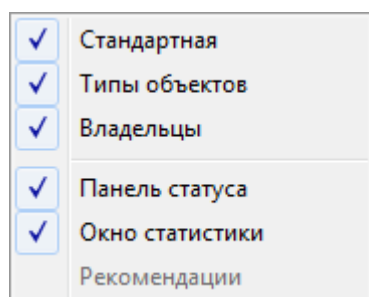 Стандартная
Типы объектов
Владельцы
Панель статуса
Окно статистики
Рекомендации